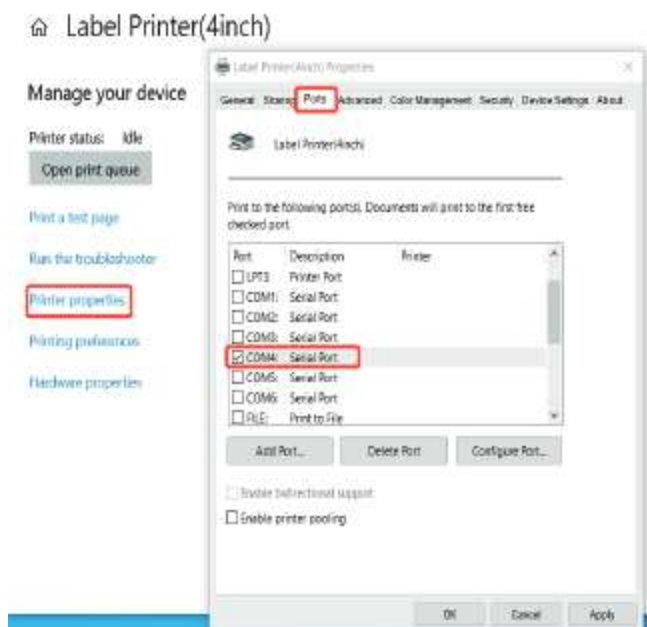 Label Printer(4inch)
Manage your device
Printer status: Idle
Open print queue
Print a test page
Run the troubleshooter
Printer properties
Printing preferences
Hardware properties
Label Printer(4inch) Properties
General Sharing Ports Advanced Color Management Security Device Settings About
Label Printer(4inch)
Print to the following port(s). Documents will print to the first free
checked port.
Port Description Printer
LPT3: Printer Port
COM1: Serial Port
COM2: Serial Port
COM3: Serial Port
COM4: Serial Port
COM5: Serial Port
COM6: Serial Port
FILE: Print to File
Add Port... Delete Port Configure Port...
Enable bidirectional support
Enable printer pooling
OK Cancel Apply